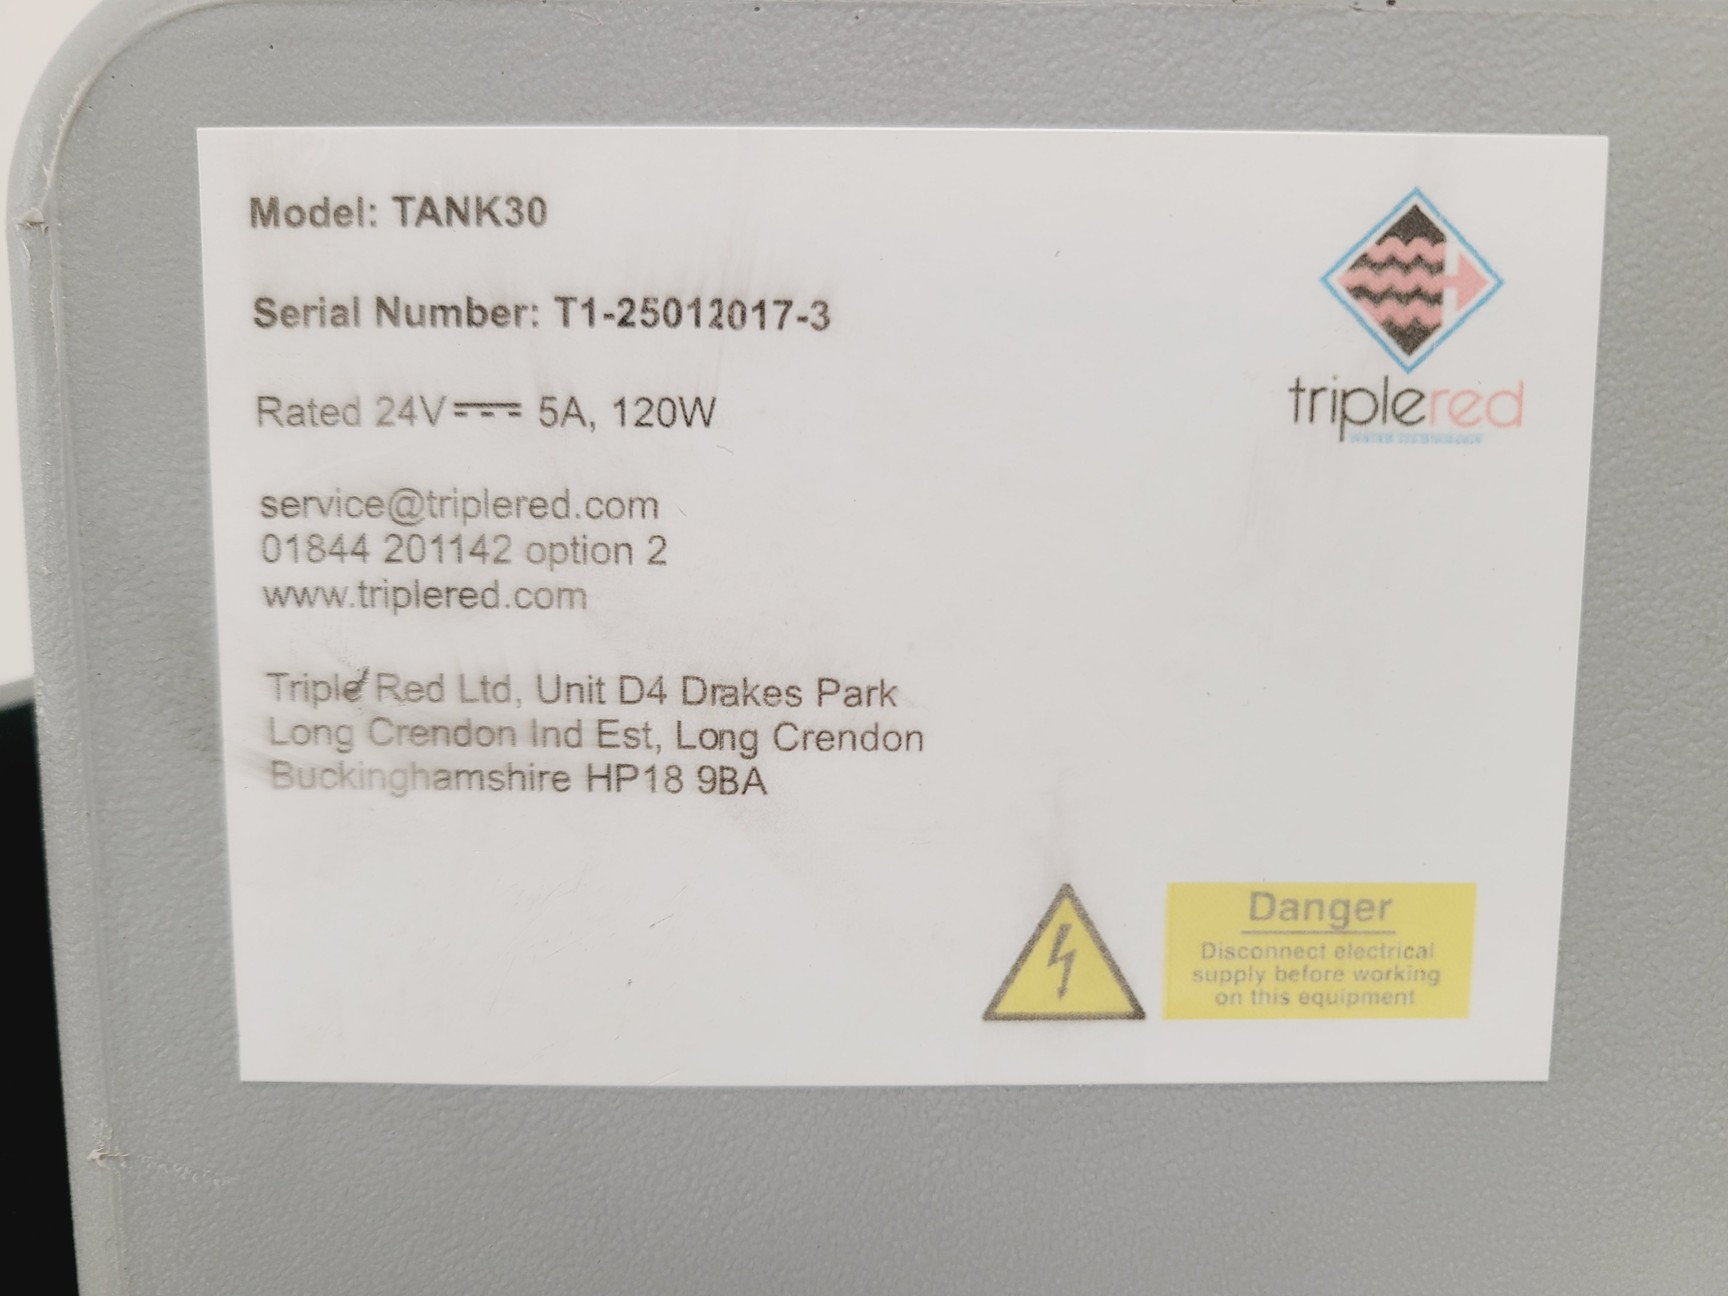 Model: TANK30
Serial Number: T1-25012017-3
Rated 24V 5A, 120W
service@triplered.com
01844 201142 option 2
www.triplered.com
Triple Red Ltd, Unit D4 Drakes Park
Long Crendon Ind Est, Long Crendon
Buckinghamshire HP18 9BA
triplered
WATER TECHNOLOGY
Danger
Disconnect electrical
supply before working
on this equipment